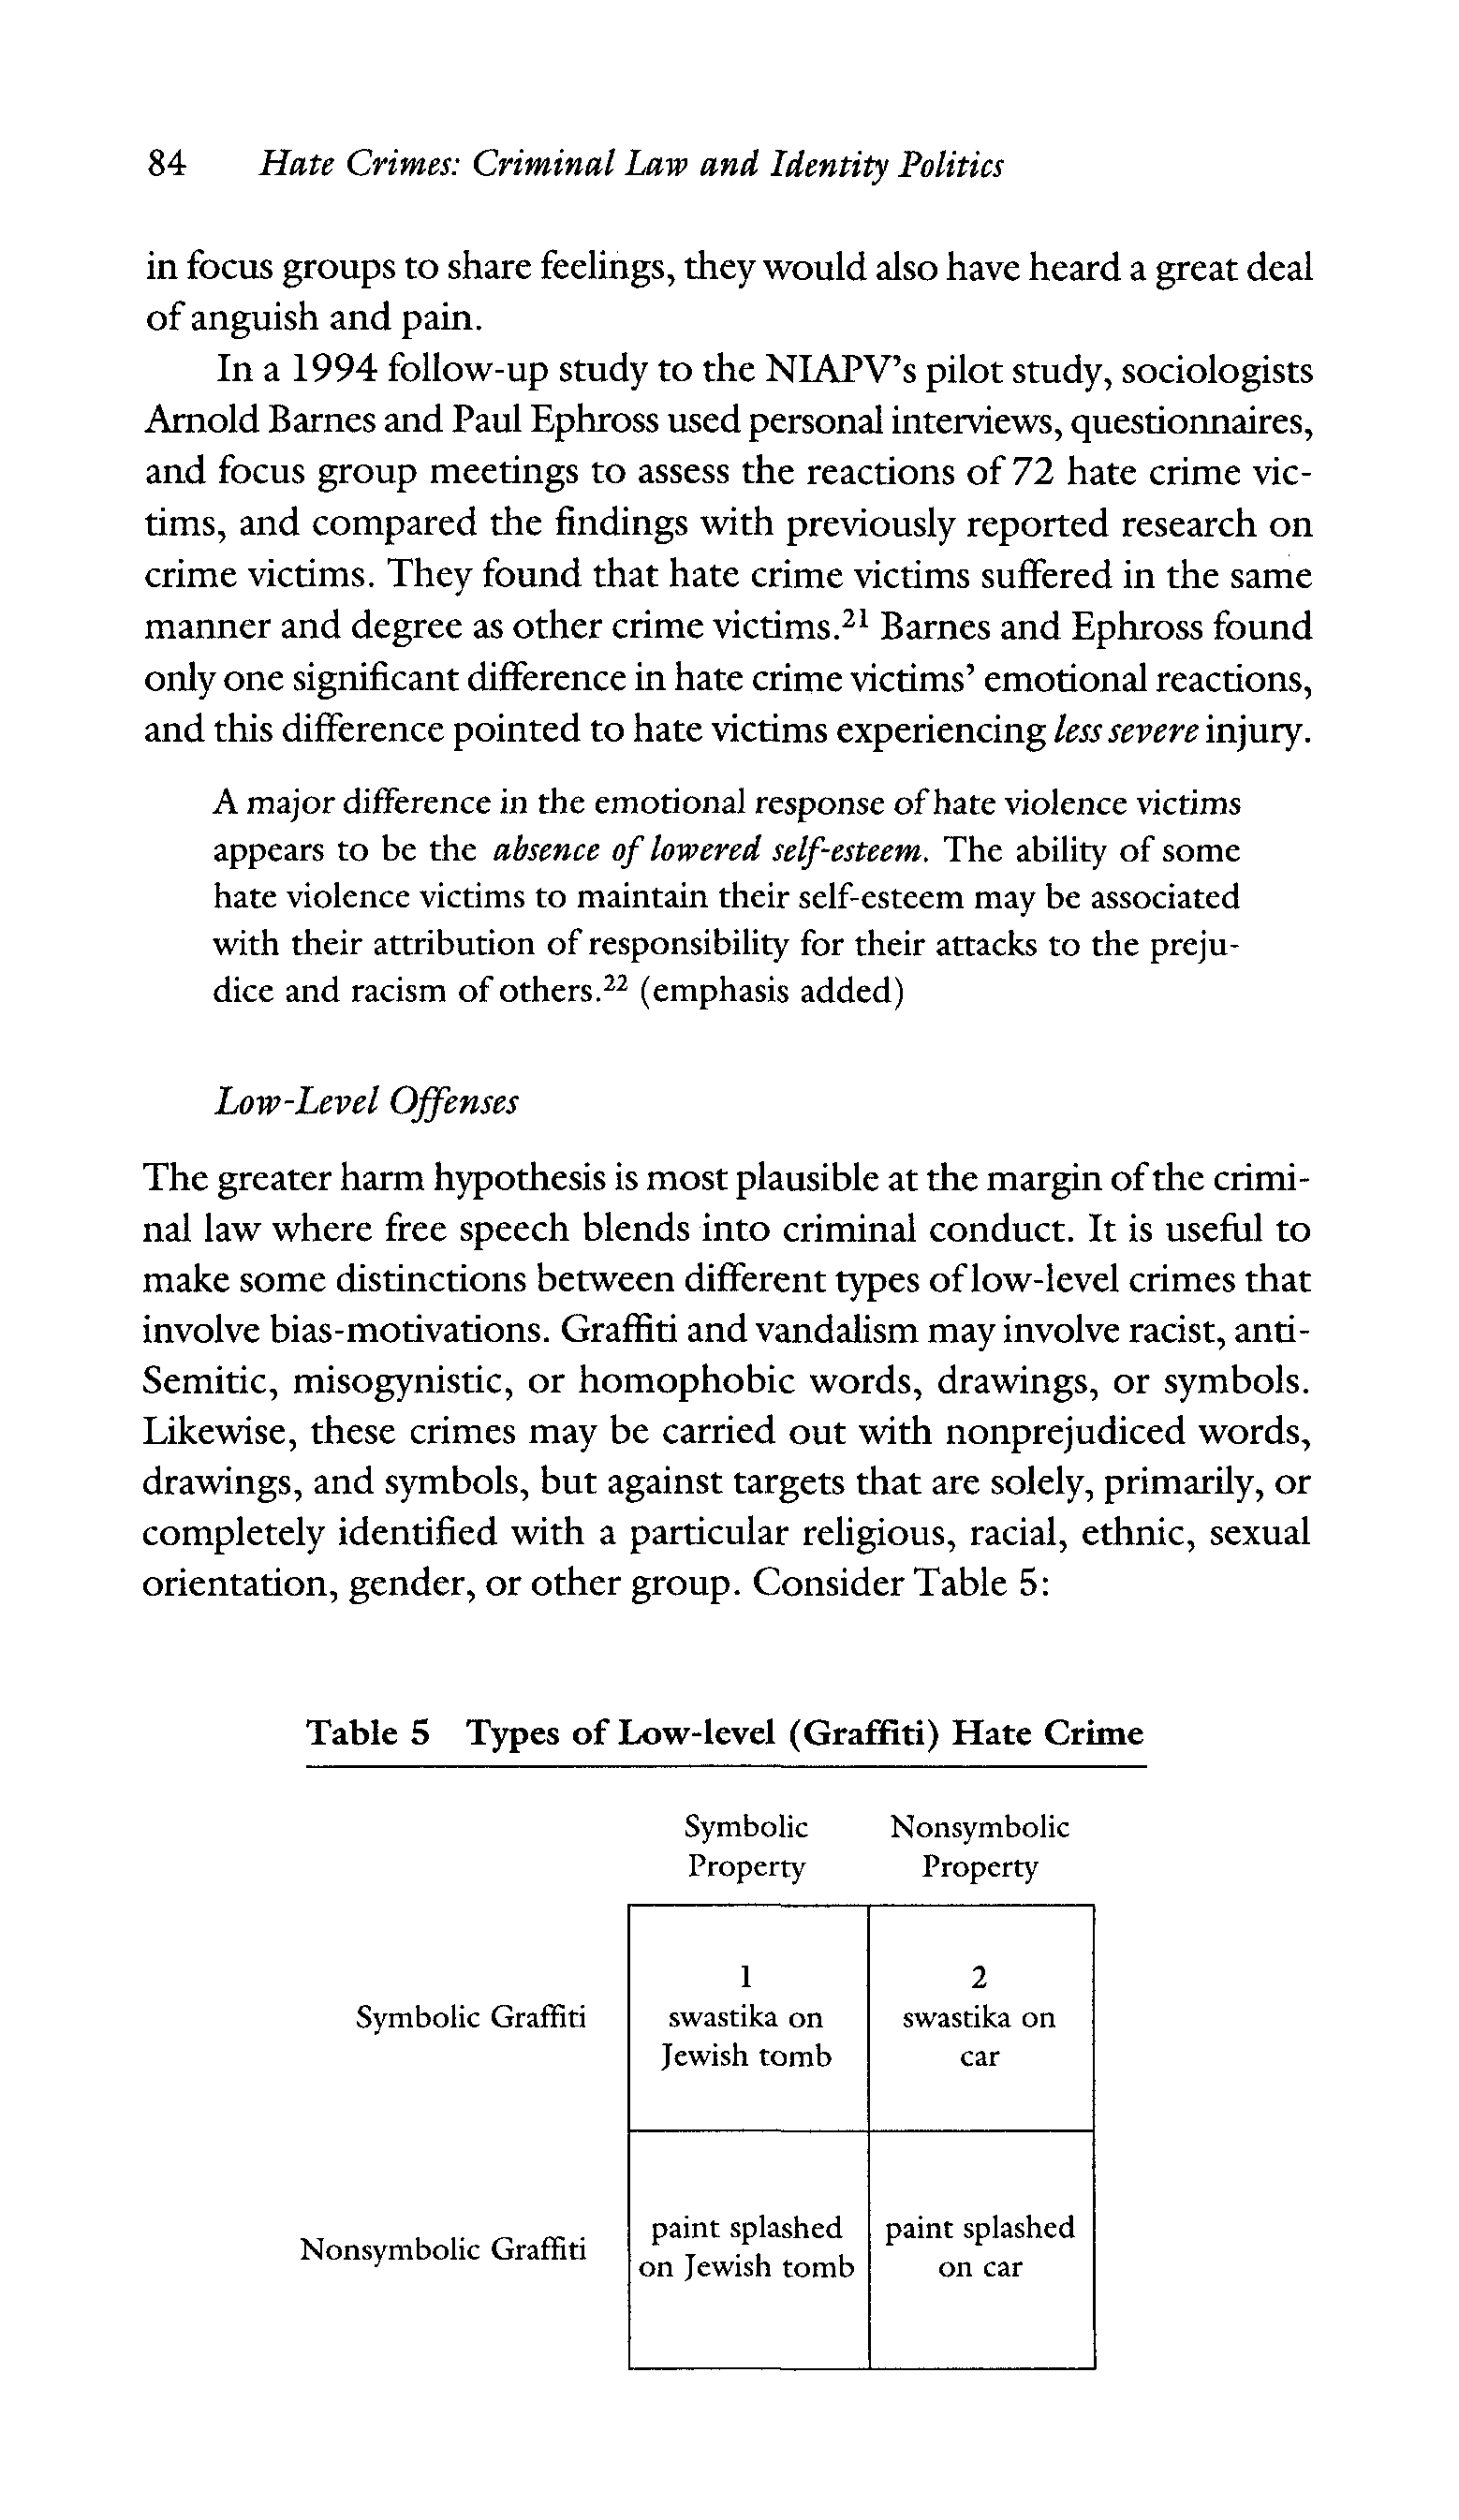 84 Hate Crimes: Criminal Law and Identity Politics
in focus groups to share feelings, they would also have heard a great deal
of anguish and pain.
In a 1994 follow-up study to the NIAPV’s pilot study, sociologists
Arnold Barnes and Paul Ephross used personal interviews, questionnaires,
and focus group meetings to assess the reactions of 72 hate crime vic-
tims, and compared the findings with previously reported research on
crime victims. They found that hate crime victims suffered in the same
manner and degree as other crime victims.²¹ Barnes and Ephross found
only one significant difference in hate crime victims’ emotional reactions,
and this difference pointed to hate victims experiencing less severe injury.
A major difference in the emotional response of hate violence victims
appears to be the absence of lowered self-esteem. The ability of some
hate violence victims to maintain their self-esteem may be associated
with their attribution of responsibility for their attacks to the preju-
dice and racism of others.²² (emphasis added)
Low-Level Offenses
The greater harm hypothesis is most plausible at the margin of the crimi-
nal law where free speech blends into criminal conduct. It is useful to
make some distinctions between different types of low-level crimes that
involve bias-motivations. Graffiti and vandalism may involve racist, anti-
Semitic, misogynistic, or homophobic words, drawings, or symbols.
Likewise, these crimes may be carried out with nonprejudiced words,
drawings, and symbols, but against targets that are solely, primarily, or
completely identified with a particular religious, racial, ethnic, sexual
orientation, gender, or other group. Consider Table 5:
Table 5 Types of Low-level (Graffiti) Hate Crime
Symbolic Nonsymbolic
Property Property
1 2
Symbolic Graffiti swastika on swastika on
Jewish tomb car
paint splashed paint splashed
Nonsymbolic Graffiti
on Jewish tomb on car